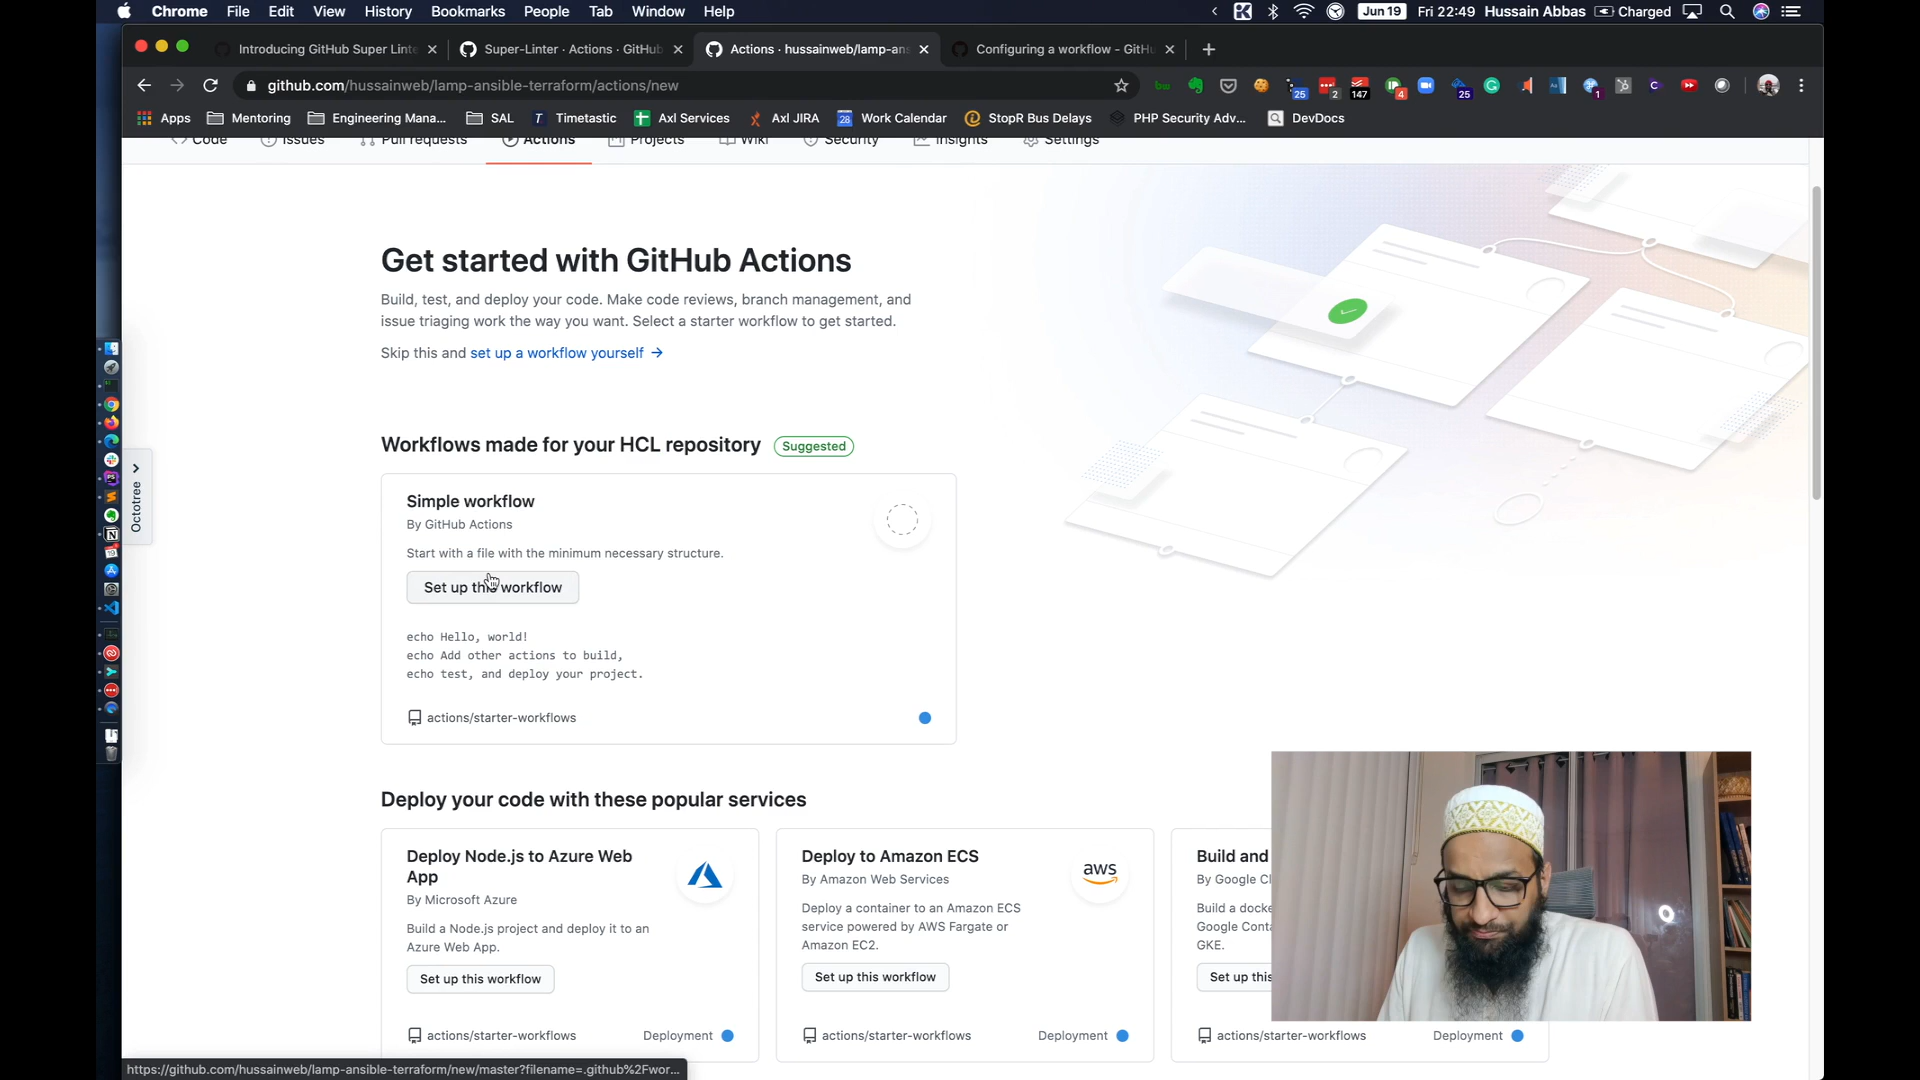 Chrome File Edit View History Bookmarks People Tab Window Help Jun 19 Fri 22:49 Hussain Abbas Charged
Introducing GitHub Super Linte Super-Linter · Actions · GitHub Actions · hussainweb/lamp-ans Configuring a workflow - GitHu
github.com/hussainweb/lamp-ansible-terraform/actions/new 25 2 147 4 25 1
Apps Mentoring Engineering Mana... SAL Timetastic Axl Services Axl JIRA 28 Work Calendar StopR Bus Delays PHP Security Adv... DevDocs
Code Issues Pull requests Actions Projects Wiki Security Insights Settings
Get started with GitHub Actions
Build, test, and deploy your code. Make code reviews, branch management, and
issue triaging work the way you want. Select a starter workflow to get started.
Skip this and set up a workflow yourself →
Workflows made for your HCL repository Suggested
Octotree
Simple workflow
By GitHub Actions
Start with a file with the minimum necessary structure.
Set up this workflow
echo Hello, world!
echo Add other actions to build,
echo test, and deploy your project.
actions/starter-workflows
Deploy your code with these popular services
Deploy Node.js to Azure Web
App
By Microsoft Azure
Build a Node.js project and deploy it to an
Azure Web App.
Set up this workflow
actions/starter-workflows Deployment
Deploy to Amazon ECS
aws
By Amazon Web Services
Deploy a container to an Amazon ECS
service powered by AWS Fargate or
Amazon EC2.
Set up this workflow
actions/starter-workflows Deployment
Build and
By Google Cl
Build a docke
Google Conta
GKE.
Set up this
actions/starter-workflows Deployment
https://github.com/hussainweb/lamp-ansible-terraform/new/master?filename=.github%2Fwor...